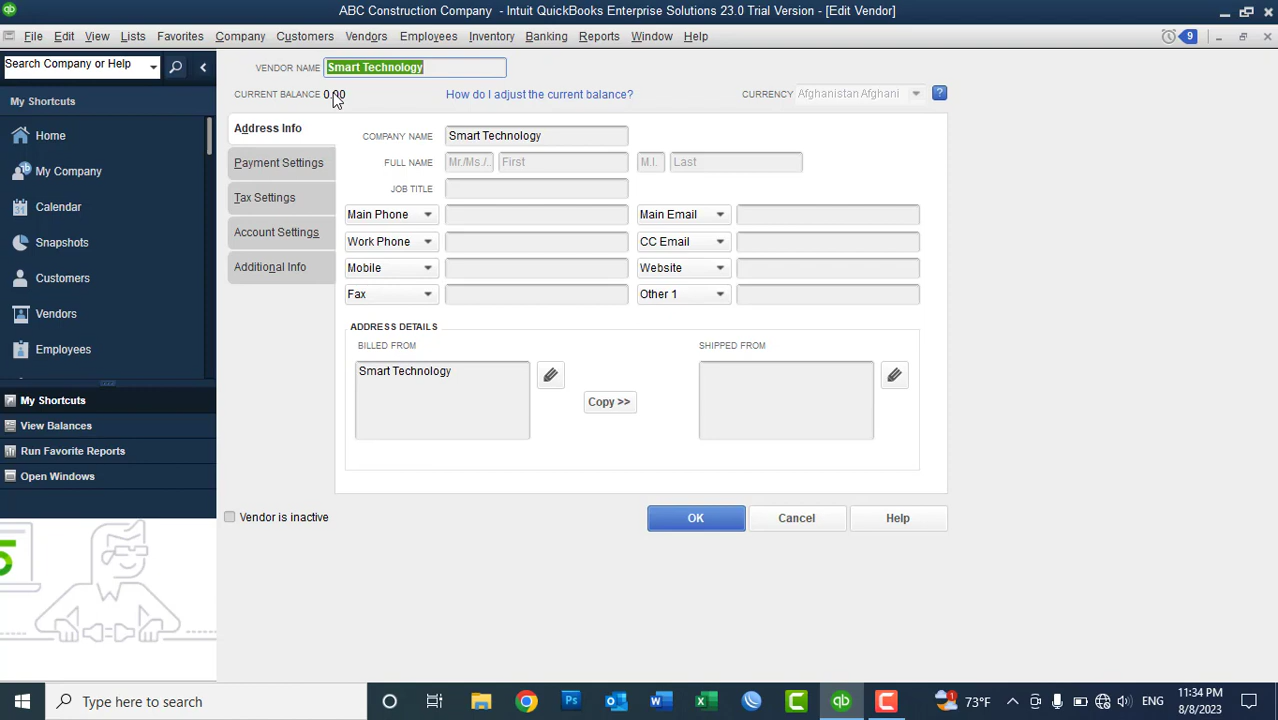 ABC Construction Company - Intuit QuickBooks Enterprise Solutions 23.0 Trial Version - [Edit Vendor]
File Edit View Lists Favorites Company Customers Vendors Employees Inventory Banking Reports Window Help 9
Search Company or Help
My Shortcuts
Home
My Company
Calendar
Snapshots
Customers
Vendors
Employees
My Shortcuts
View Balances
Run Favorite Reports
Open Windows
VENDOR NAME Smart Technology
CURRENT BALANCE 0.00 How do I adjust the current balance? CURRENCY Afghanistan Afghani ?
Address Info
Payment Settings
Tax Settings
Account Settings
Additional Info
COMPANY NAME Smart Technology
FULL NAME Mr./Ms./.. First M.I. Last
JOB TITLE
Main Phone Main Email
Work Phone CC Email
Mobile Website
Fax Other 1
ADDRESS DETAILS
BILLED FROM SHIPPED FROM
Smart Technology
Copy >>
Vendor is inactive
OK Cancel Help
Type here to search
73°F ENG
11:34 PM
8/8/2023